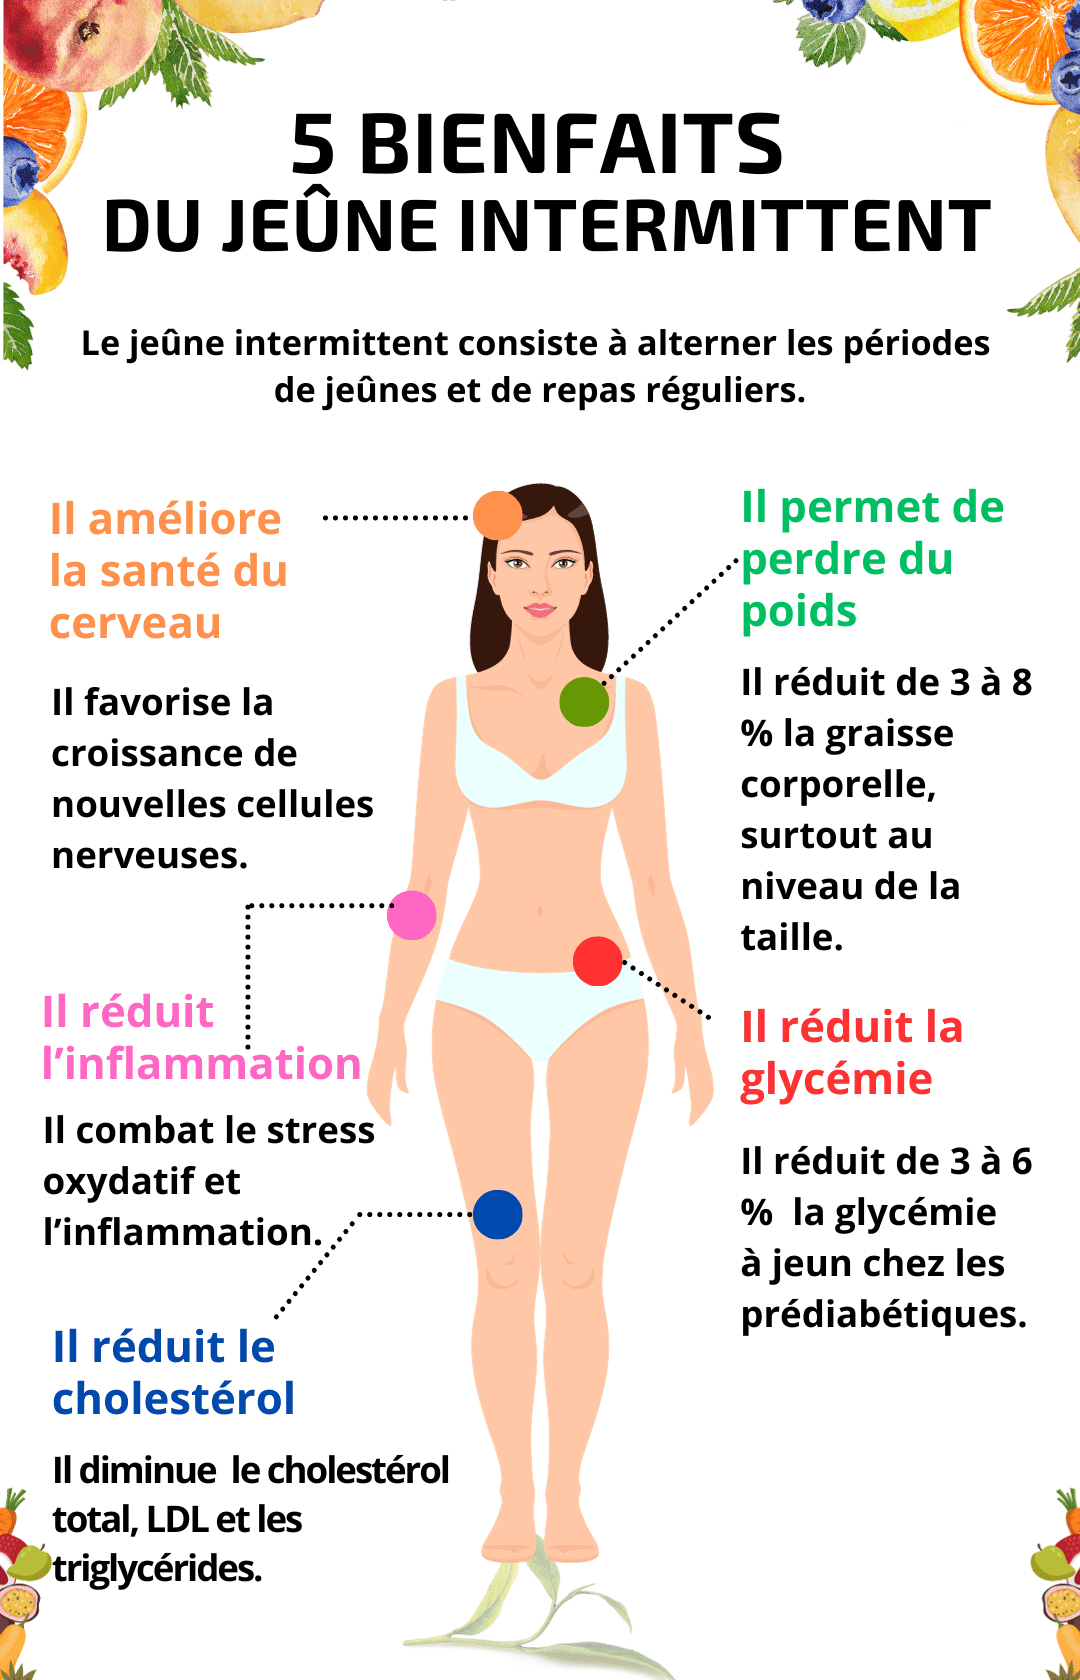 5 BIENFAITS
DU JEÛNE INTERMITTENT
Le jeûne intermittent consiste à alterner les périodes
de jeûnes et de repas réguliers.
Il améliore
la santé du
cerveau
Il favorise la
croissance de
nouvelles cellules
nerveuses.
Il réduit
l’inflammation
Il combat le stress
oxydatif et
l’inflammation.
Il réduit le
cholestérol
Il diminue  le cholestérol
total, LDL et les
triglycérides.
Il permet de
perdre du
poids
Il réduit de 3 à 8
% la graisse
corporelle,
surtout au
niveau de la
taille.
Il réduit la
glycémie
Il réduit de 3 à 6
%  la glycémie
à jeun chez les
prédiabétiques.